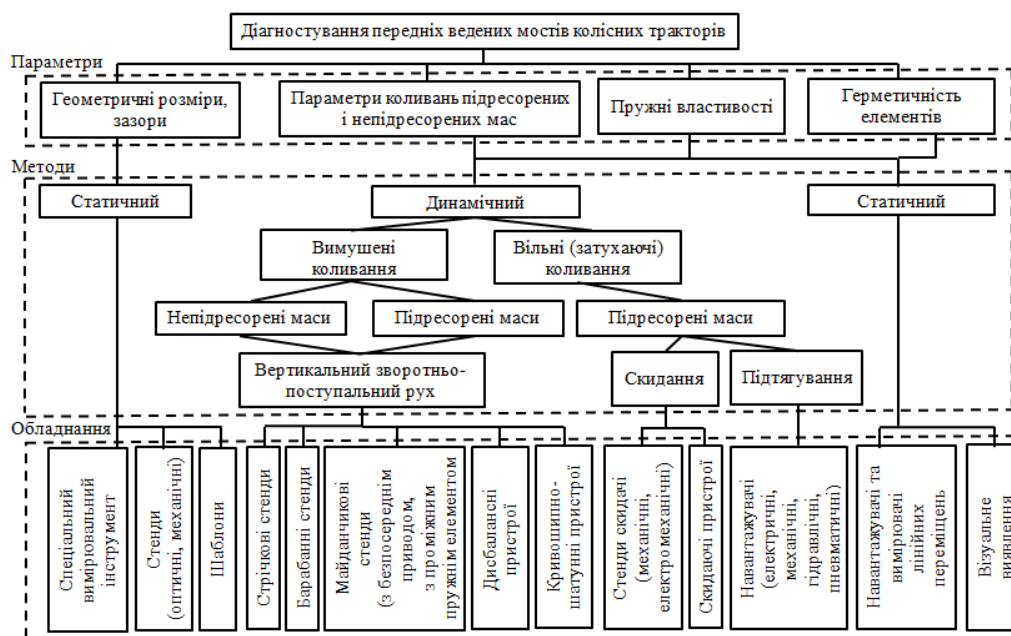 Діагностування передніх ведених мостів колісних тракторів
Параметри
Геометричні розміри,
зазори
Параметри коливань підресорених
і непідресорених мас
Пружні властивості
Герметичність
елементів
Методи
Статичний
Динамічний
Статичний
Вимушені
коливання
Вільні (затухаючі)
коливання
Непідресорені маси
Підресорені маси
Підресорені маси
Вертикальний зворотньо-
поступальний рух
Скидання
Підтягування
Обладнання
Спеціальний
вимірювальний
інструмент
Стенди
(оптичні, механічні)
Шаблони
Стрічкові стенди
Барабанні стенди
Майданчикові
стенди
(з безпосереднім
приводом,
з проміжним
пружнім елементом
Дисбалансні
пристрої
Кривошипно-
шатунні пристрої
Стенди скидачі
(механічні,
електромеханічні)
Скидаючі пристрої
Навантажувачі
(електричні,
механічні,
гідравлічні,
пневматичні)
Навантажувачі та
вимірювачі
лінійних
переміщень
Візуальне
виявлення